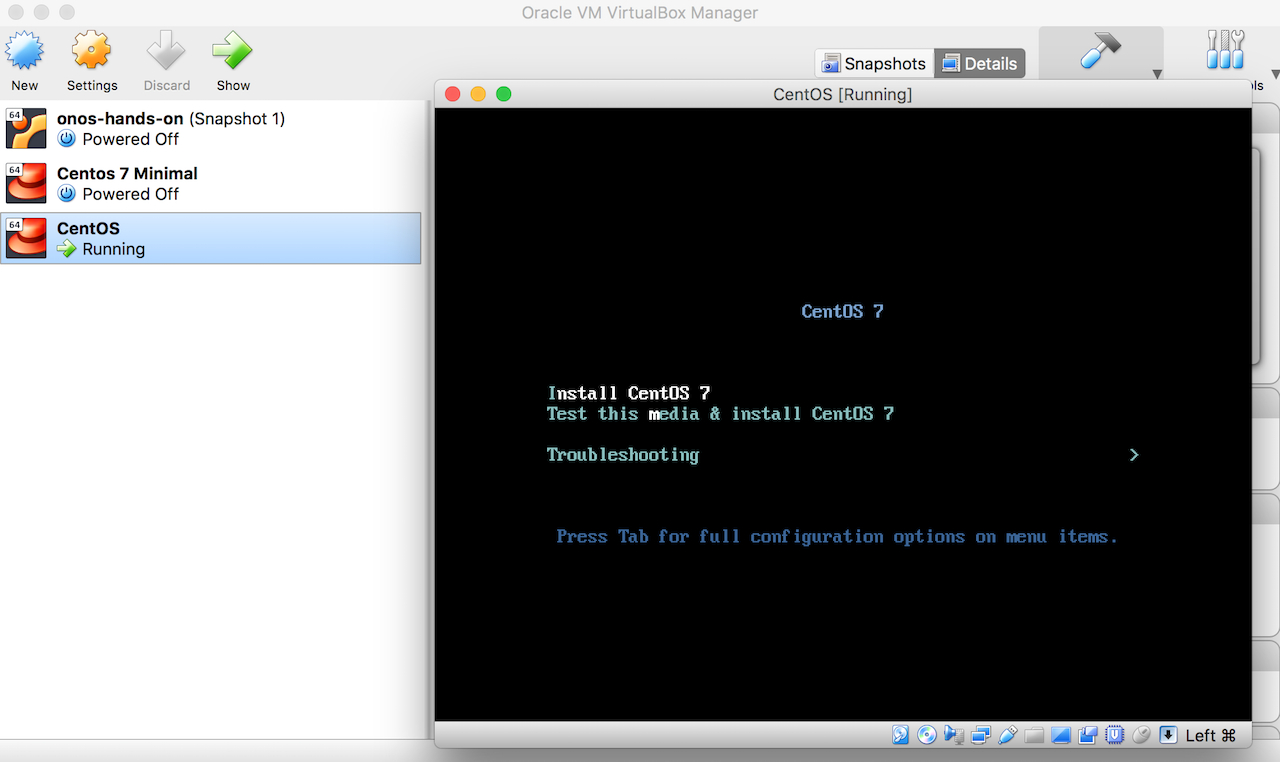 Oracle VM VirtualBox Manager
New
Settings
Discard
Show
Snapshots
Details
ls
64
onos-hands-on (Snapshot 1)
Powered Off
64
Centos 7 Minimal
Powered Off
64
CentOS
Running
CentOS [Running]
CentOS 7
Install CentOS 7
Test this media & install CentOS 7
Troubleshooting >
Press Tab for full configuration options on menu items.
Left ⌘